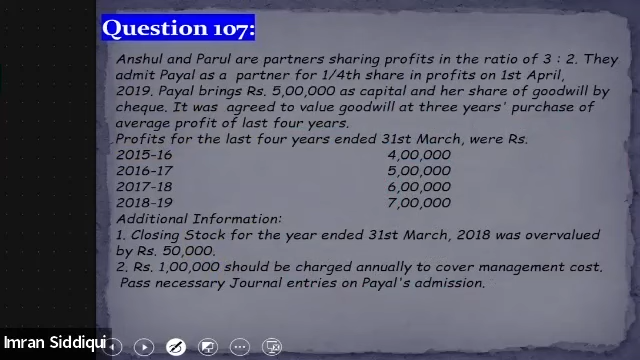 Question 107:
Anshul and Parul are partners sharing profits in the ratio of 3 : 2. They
admit Payal as a partner for 1/4th share in profits on 1st April,
2019. Payal brings Rs. 5,00,000 as capital and her share of goodwill by
cheque. It was agreed to value goodwill at three years' purchase of
average profit of last four years.
Profits for the last four years ended 31st March, were Rs.
2015-16 4,00,000
2016-17 5,00,000
2017-18 6,00,000
2018-19 7,00,000
Additional Information:
1. Closing Stock for the year ended 31st March, 2018 was overvalued
by Rs. 50,000.
2. Rs. 1,00,000 should be charged annually to cover management cost.
Pass necessary Journal entries on Payal's admission.
Imran Siddiqui